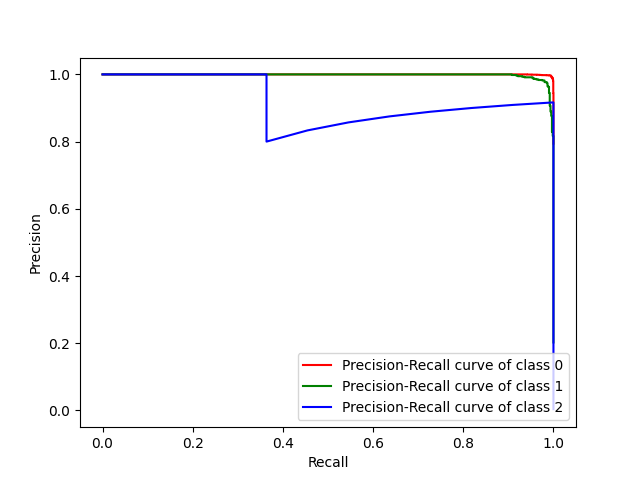 1.0
0.8
0.6
0.4
0.2
0.0
Precision
Precision-Recall curve of class 0
Precision-Recall curve of class 1
Precision-Recall curve of class 2
0.0 0.2 0.4 0.6 0.8 1.0
Recall